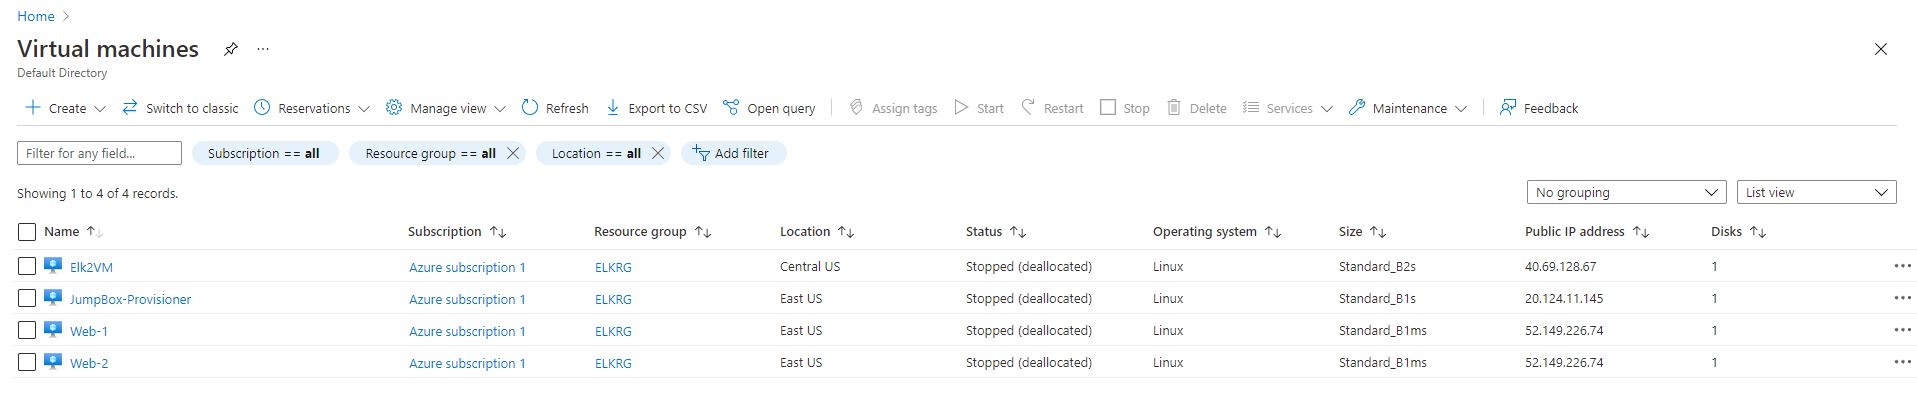 Home
Virtual machines
Default Directory
Create Switch to classic Reservations Manage view Refresh Export to CSV Open query Assign tags Start Restart Stop Delete Services Maintenance Feedback
Filter for any field... Subscription == all Resource group == all Location == all Add filter
Showing 1 to 4 of 4 records. No grouping List view
Name Subscription Resource group Location Status Operating system Size Public IP address Disks
Elk2VM Azure subscription 1 ELKRG Central US Stopped (deallocated) Linux Standard_B2s 40.69.128.67 1
JumpBox-Provisioner Azure subscription 1 ELKRG East US Stopped (deallocated) Linux Standard_B1s 20.124.11.145 1
Web-1 Azure subscription 1 ELKRG East US Stopped (deallocated) Linux Standard_B1ms 52.149.226.74 1
Web-2 Azure subscription 1 ELKRG East US Stopped (deallocated) Linux Standard_B1ms 52.149.226.74 1